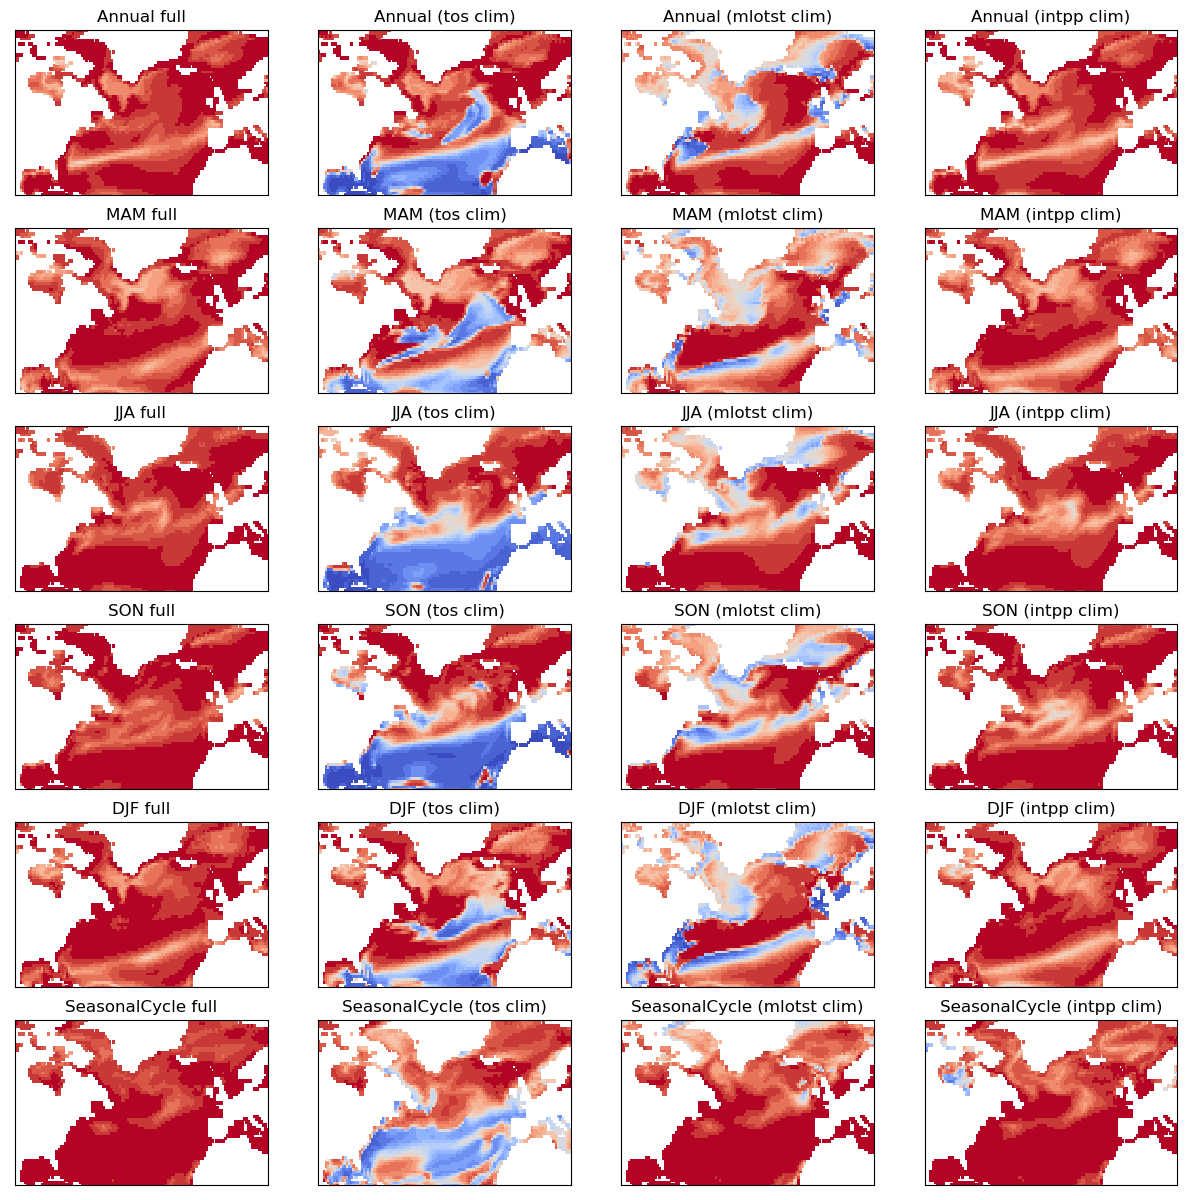 Annual full
Annual (tos clim)
Annual (mlotst clim)
Annual (intpp clim)
MAM full
MAM (tos clim)
MAM (mlotst clim)
MAM (intpp clim)
JJA full
JJA (tos clim)
JJA (mlotst clim)
JJA (intpp clim)
SON full
SON (tos clim)
SON (mlotst clim)
SON (intpp clim)
DJF full
DJF (tos clim)
DJF (mlotst clim)
DJF (intpp clim)
SeasonalCycle full
SeasonalCycle (tos clim)
SeasonalCycle (mlotst clim)
SeasonalCycle (intpp clim)